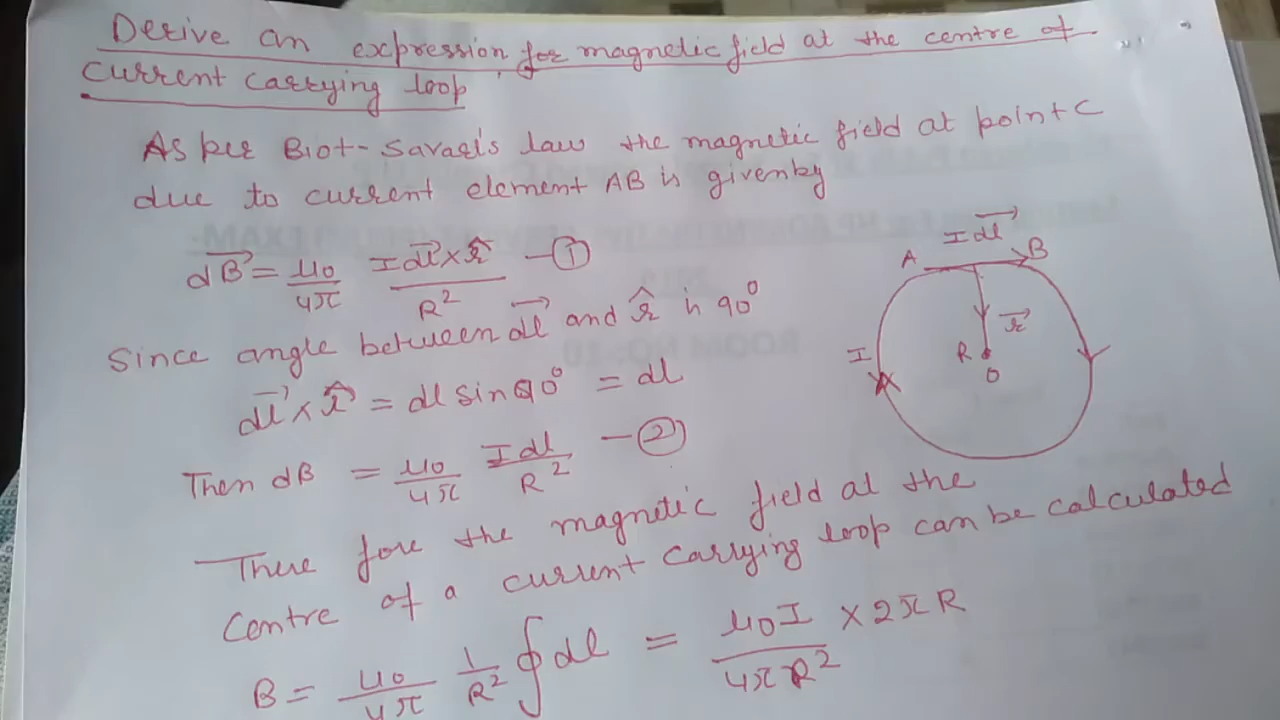 Derive an expression for magnetic field at the centre of
current carrying loop
As per Biot-Savart's law the magnetic field at point C
due to current element AB is given by
dB⃗ = μ0/4π I dl⃗ × r̂ / R² — ①
Since angle between dl⃗ and r̂ is 90°
dl⃗ × r̂ = dl sin 90° = dl
Then dB = μ0/4π I dl / R² — ②
There fore the magnetic field at the
centre of a current carrying loop can be calculated
B = μ0/4π 1/R² ∮ dl = μ0 I / 4π R² × 2πR
I dl⃗
A B
r⃗
I R
O